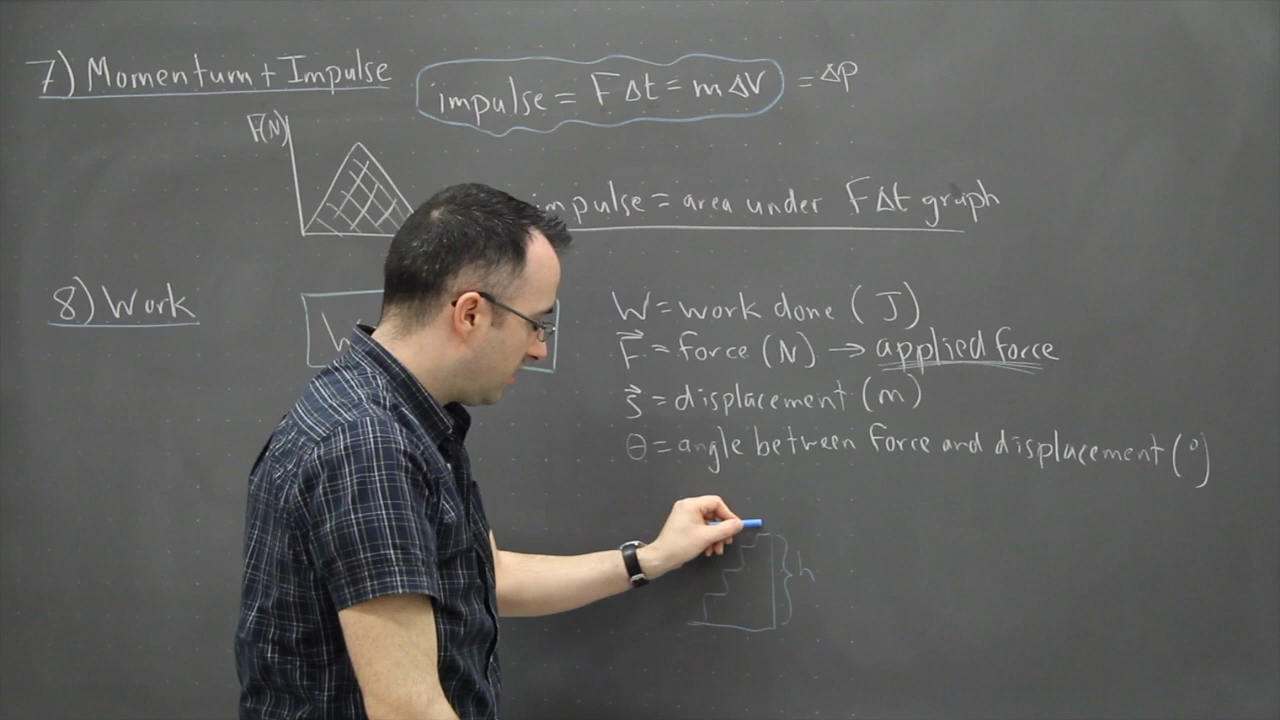 7) Momentum + Impulse
impulse = FΔt = mΔV = Δp
F(N)
impulse = area under FΔt graph
8) Work
W
W = work done (J)
F⃗ = force (N) → applied force
s⃗ = displacement (m)
θ = angle between force and displacement (°)
h